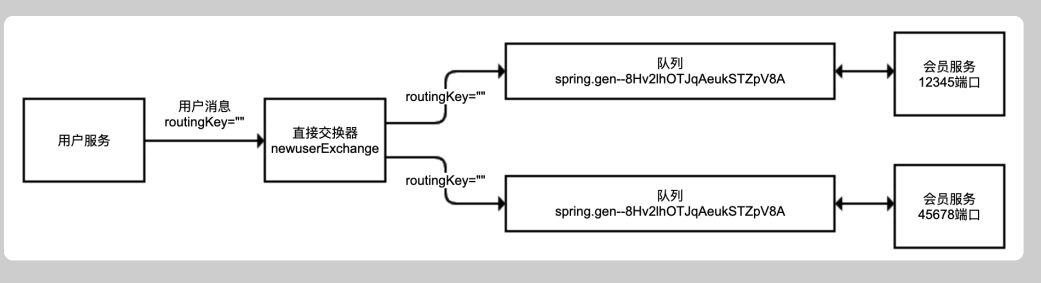 用户服务
用户消息
routingKey=""
直接交换器
newuserExchange
routingKey=""
队列
spring.gen--8Hv2lhOTJqAeukSTZpV8A
会员服务
12345端口
routingKey=""
队列
spring.gen--8Hv2lhOTJqAeukSTZpV8A
会员服务
45678端口